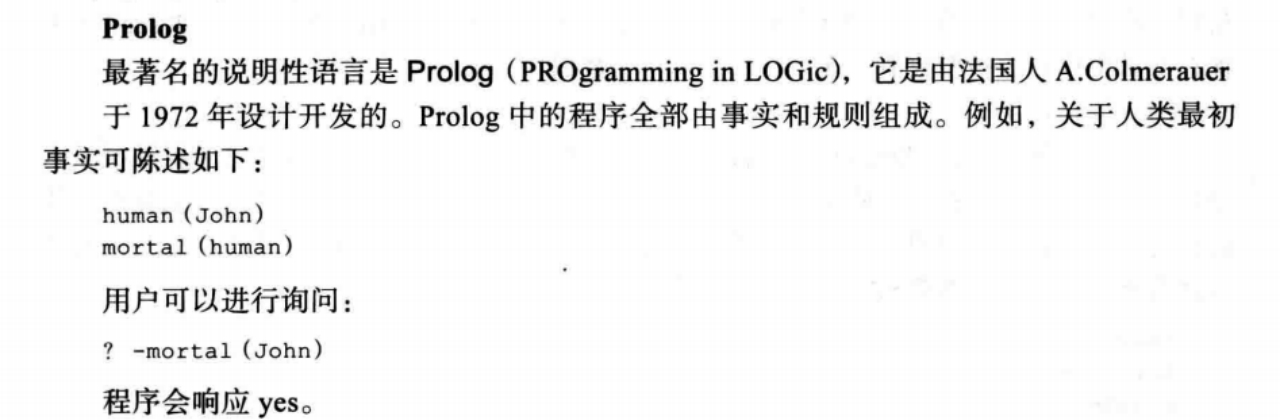 Prolog
最著名的说明性语言是 Prolog（PROgramming in LOGic），它是由法国人 A.Colmerauer
于 1972 年设计开发的。Prolog 中的程序全部由事实和规则组成。例如，关于人类最初
事实可陈述如下：
human (John)
mortal (human)
用户可以进行询问：
? -mortal (John)
程序会响应 yes。